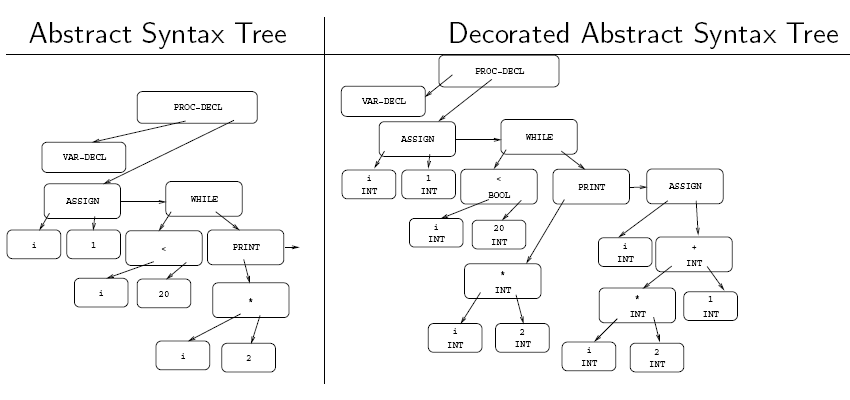 Abstract Syntax Tree
PROC-DECL
VAR-DECL
ASSIGN
WHILE
i
1
<
PRINT
i
20
*
i
2
Decorated Abstract Syntax Tree
PROC-DECL
VAR-DECL
ASSIGN
WHILE
i
INT
1
INT
<
BOOL
PRINT
ASSIGN
i
INT
20
INT
i
INT
+
INT
*
INT
*
INT
1
INT
i
INT
2
INT
i
INT
2
INT